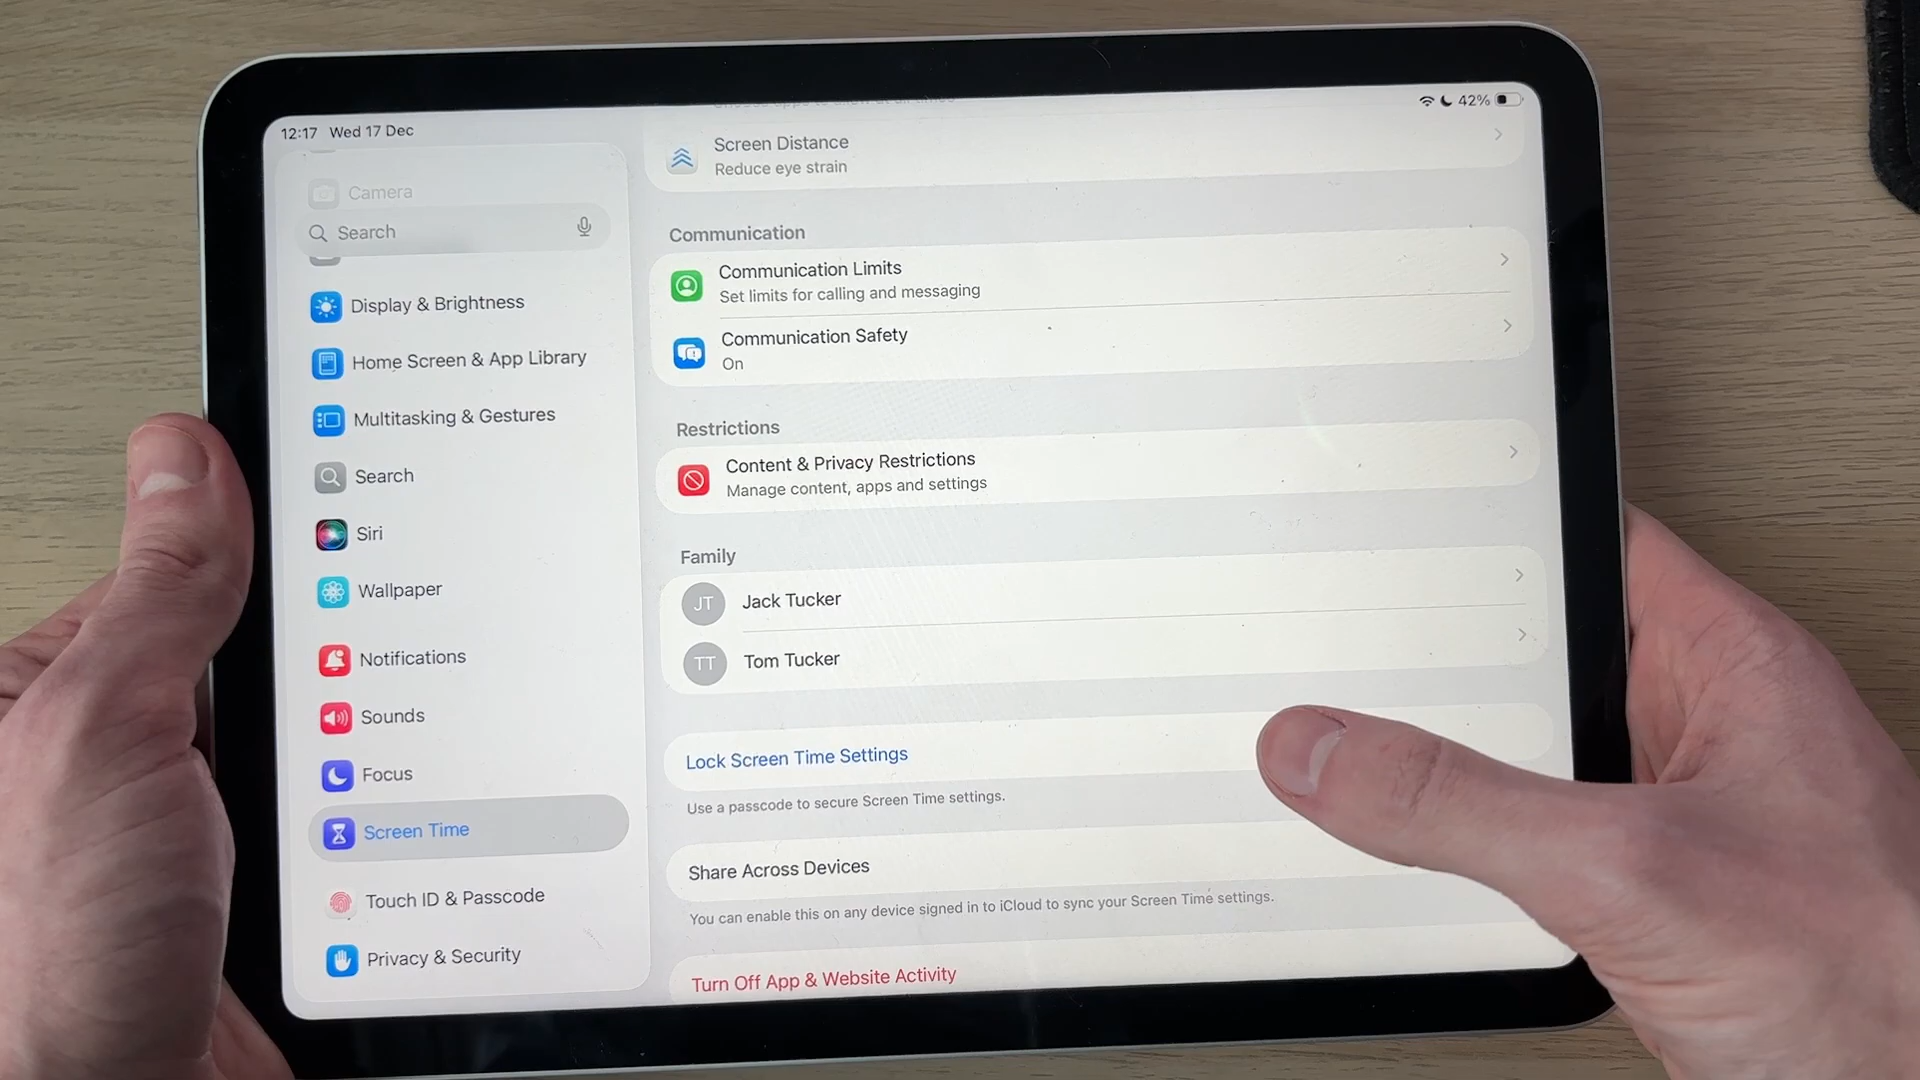 12:17 Wed 17 Dec
42%
Camera
Search
Display & Brightness
Home Screen & App Library
Multitasking & Gestures
Search
Siri
Wallpaper
Notifications
Sounds
Focus
Screen Time
Touch ID & Passcode
Privacy & Security
Screen Distance
Reduce eye strain
Communication
Communication Limits
Set limits for calling and messaging
Communication Safety
On
Restrictions
Content & Privacy Restrictions
Manage content, apps and settings
Family
JT
Jack Tucker
TT
Tom Tucker
Lock Screen Time Settings
Use a passcode to secure Screen Time settings.
Share Across Devices
You can enable this on any device signed in to iCloud to sync your Screen Time settings.
Turn Off App & Website Activity